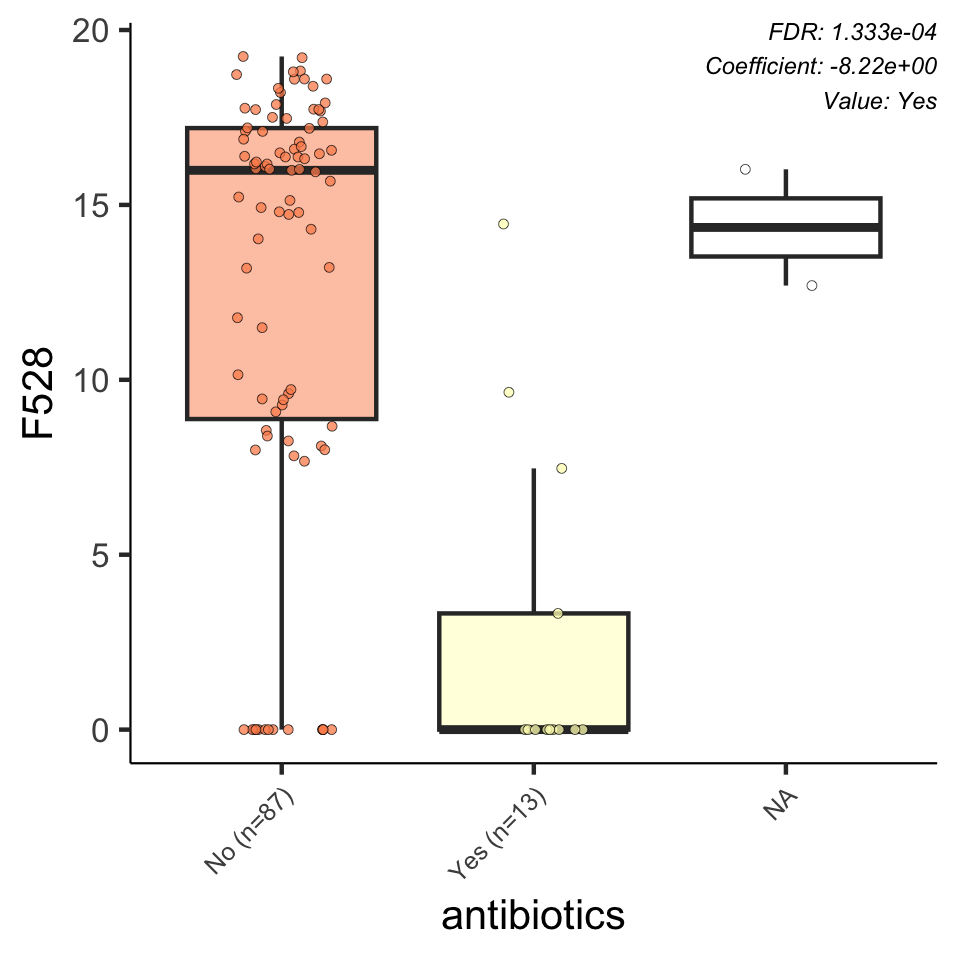 FDR: 1.333e-04
Coefficient: -8.22e+00
Value: Yes
20
15
10
5
0
F528
No (n=87)
Yes (n=13)
NA
antibiotics